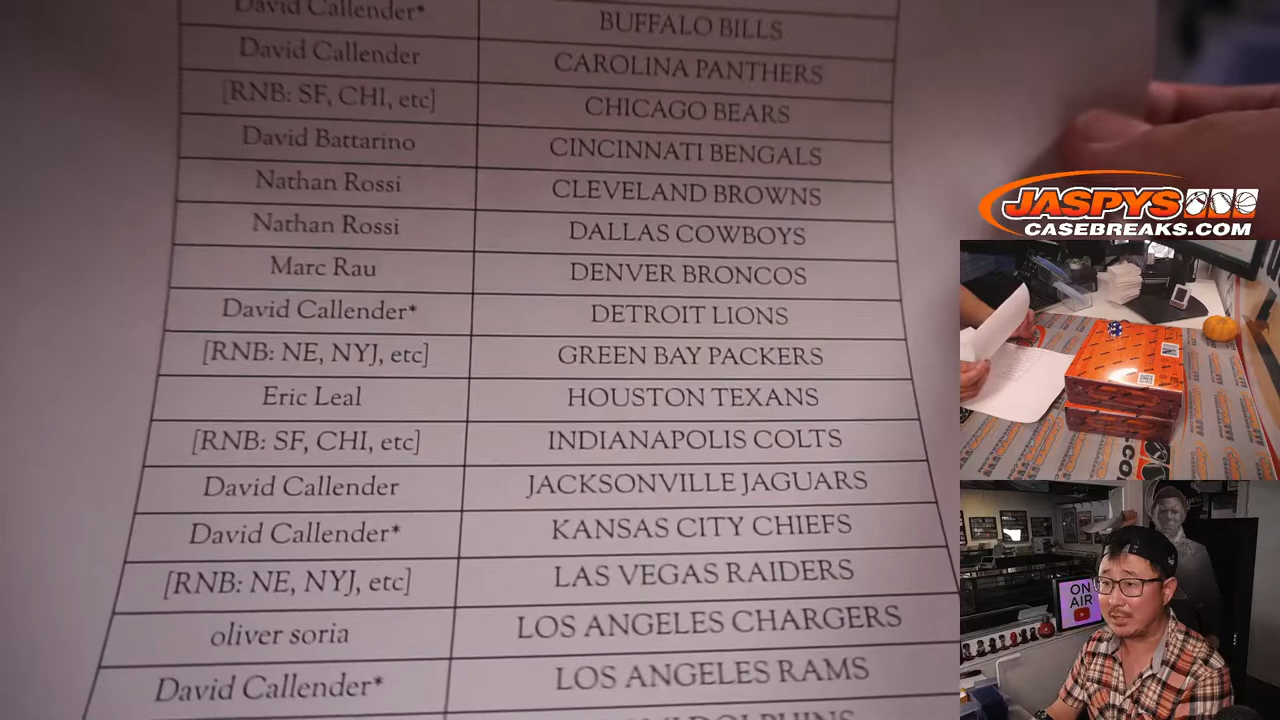 David Callender*
BUFFALO BILLS
David Callender
CAROLINA PANTHERS
[RNB: SF, CHI, etc]
CHICAGO BEARS
David Battarino
CINCINNATI BENGALS
Nathan Rossi
CLEVELAND BROWNS
Nathan Rossi
DALLAS COWBOYS
Marc Rau
DENVER BRONCOS
David Callender*
DETROIT LIONS
[RNB: NE, NYJ, etc]
GREEN BAY PACKERS
Eric Leal
HOUSTON TEXANS
[RNB: SF, CHI, etc]
INDIANAPOLIS COLTS
David Callender
JACKSONVILLE JAGUARS
David Callender*
KANSAS CITY CHIEFS
[RNB: NE, NYJ, etc]
LAS VEGAS RAIDERS
oliver soria
LOS ANGELES CHARGERS
David Callender*
LOS ANGELES RAMS
DOLPHINS
JASPYS
CASEBREAKS.COM
ON
AIR